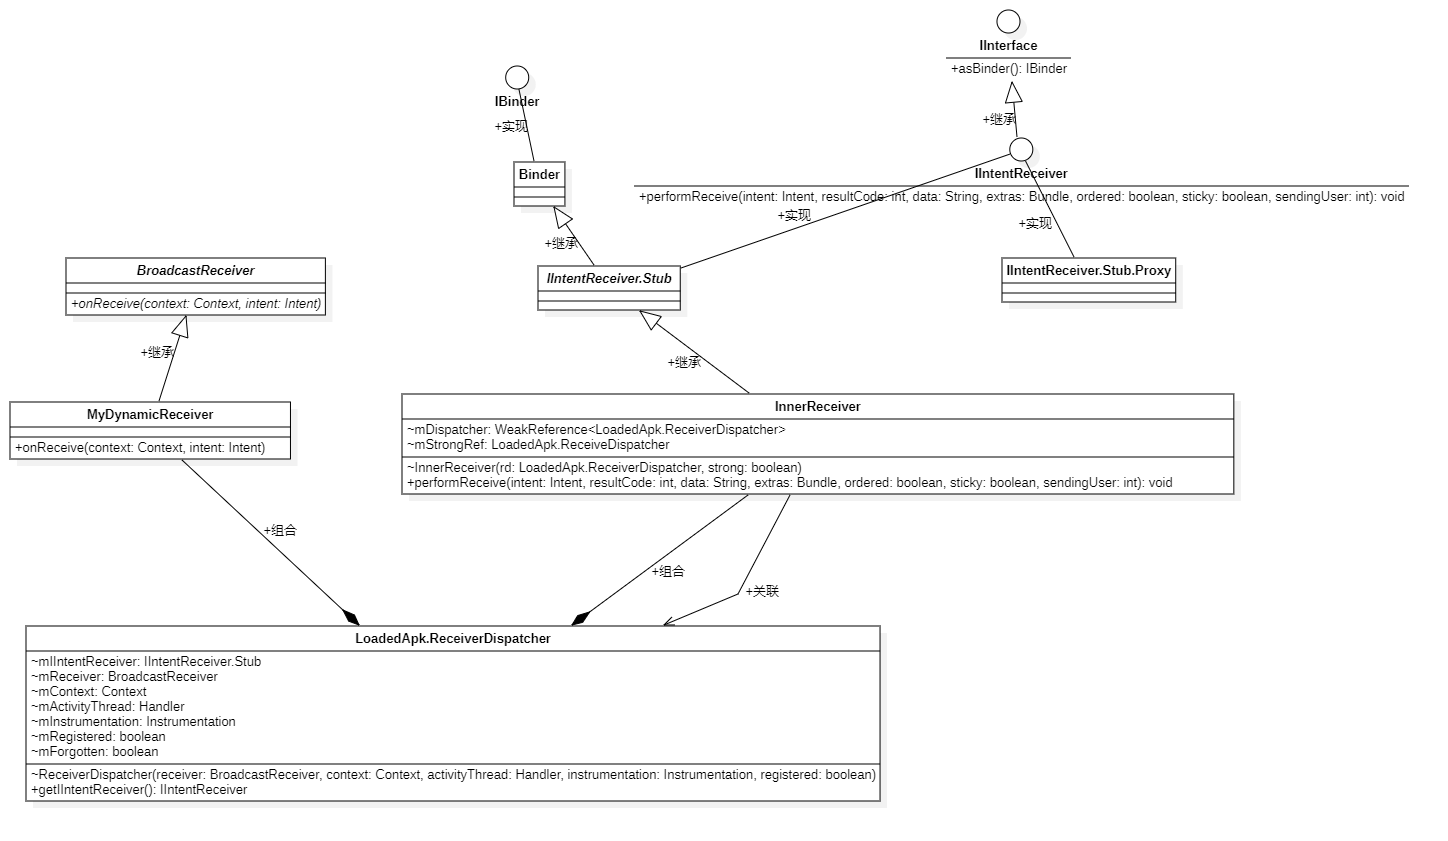 IInterface
+asBinder(): IBinder
IBinder
+继承
+实现
IIntentReceiver
+performReceive(intent: Intent, resultCode: int, data: String, extras: Bundle, ordered: boolean, sticky: boolean, sendingUser: int): void
Binder
+实现
+实现
+继承
BroadcastReceiver
+onReceive(context: Context, intent: Intent)
IIntentReceiver.Stub
IIntentReceiver.Stub.Proxy
+继承
+继承
MyDynamicReceiver
+onReceive(context: Context, intent: Intent)
InnerReceiver
~mDispatcher: WeakReference<LoadedApk.ReceiverDispatcher>
~mStrongRef: LoadedApk.ReceiveDispatcher
~InnerReceiver(rd: LoadedApk.ReceiverDispatcher, strong: boolean)
+performReceive(intent: Intent, resultCode: int, data: String, extras: Bundle, ordered: boolean, sticky: boolean, sendingUser: int): void
+组合
+组合
+关联
LoadedApk.ReceiverDispatcher
~mIIntentReceiver: IIntentReceiver.Stub
~mReceiver: BroadcastReceiver
~mContext: Context
~mActivityThread: Handler
~mInstrumentation: Instrumentation
~mRegistered: boolean
~mForgotten: boolean
~ReceiverDispatcher(receiver: BroadcastReceiver, context: Context, activityThread: Handler, instrumentation: Instrumentation, registered: boolean)
+getIIntentReceiver(): IIntentReceiver